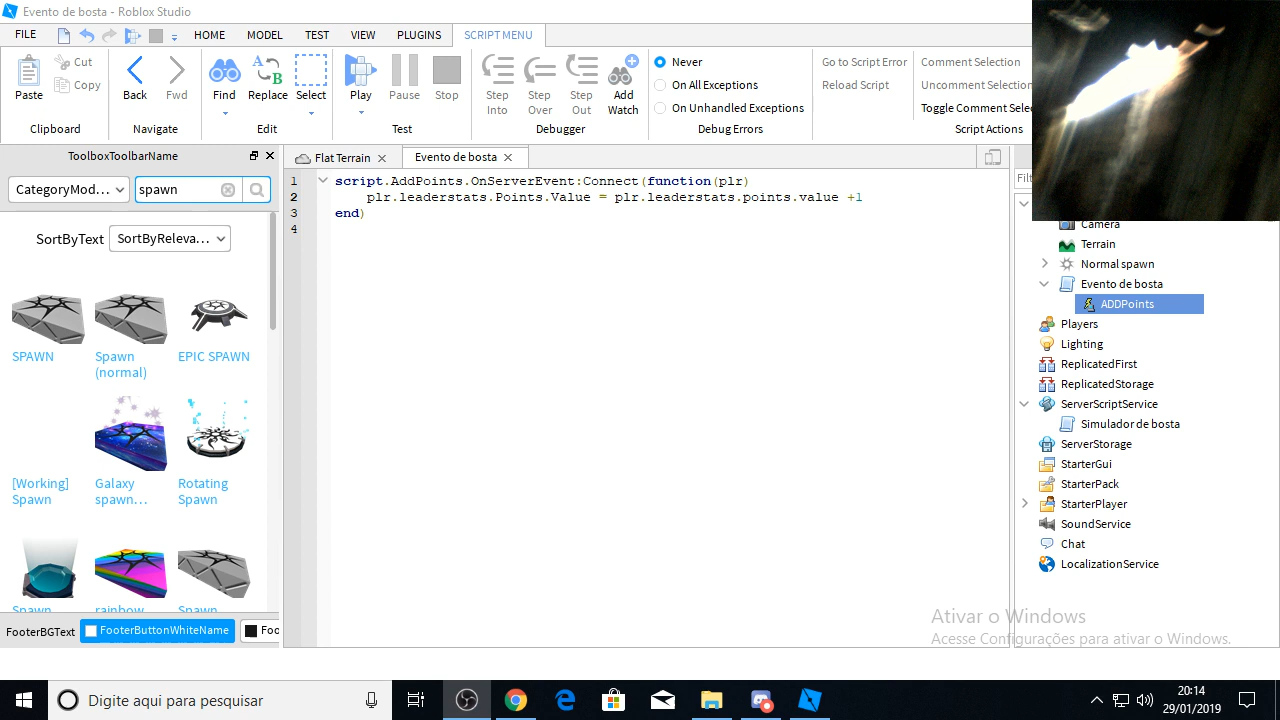 Evento de bosta - Roblox Studio
FILE HOME MODEL TEST VIEW PLUGINS SCRIPT MENU
Paste Cut Copy Back Fwd Find Replace Select Play Pause Stop Step Into Step Over Step Out Add Watch
Never
On All Exceptions
On Unhandled Exceptions
Go to Script Error
Reload Script
Comment Selection
Uncomment Selection
Toggle Comment
Clipboard Navigate Edit Test Debugger Debug Errors Script Actions
ToolboxToolbarName
CategoryMod... spawn
SortByText SortByReleva...
SPAWN
Spawn (normal)
EPIC SPAWN
[Working] Spawn
Galaxy spawn...
Rotating Spawn
Spawn
rainbow
Spawn
FooterBGText FooterButtonWhiteName Foo
Flat Terrain Evento de bosta
1 script.AddPoints.OnServerEvent:Connect(function(plr)
2 plr.leaderstats.Points.Value = plr.leaderstats.points.value +1
3 end)
4
Camera
Terrain
Normal spawn
Evento de bosta
ADDPoints
Players
Lighting
ReplicatedFirst
ReplicatedStorage
ServerScriptService
Simulador de bosta
ServerStorage
StarterGui
StarterPack
StarterPlayer
SoundService
Chat
LocalizationService
Ativar o Windows
Acesse Configurações para ativar o Windows.
Digite aqui para pesquisar
20:14
29/01/2019